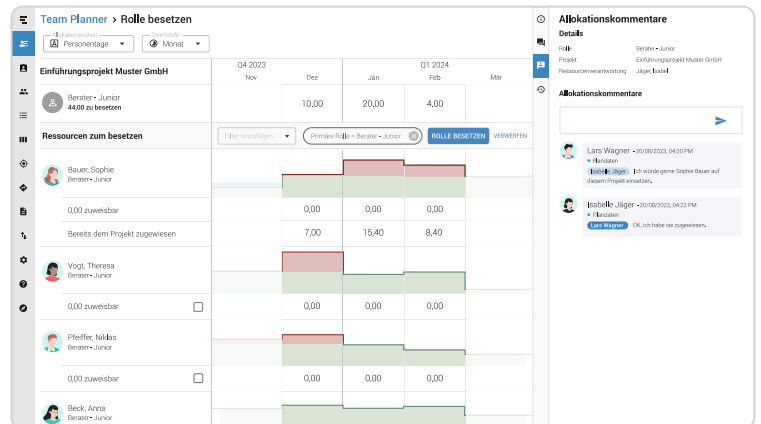 Team Planner > Rolle besetzen
Allokationseinheit
Personentage
Zoomstufe
Monat
Einführungsprojekt Muster GmbH
Q4 2023
Q1 2024
Nov
Dez
Jan
Feb
Mär
Berater - Junior
44,00 zu besetzen
10.00
20.00
4.00
Ressourcen zum besetzen
Filter hinzufügen
Primäre Rolle = Berater - Junior
ROLLE BESETZEN
VERWERFEN
Bauer, Sophie
Berater - Junior
0,00 zuweisbar
0,00
0,00
0,00
Bereits dem Projekt zugewiesen
7,00
15,40
8,40
Vogt, Theresa
Berater - Junior
0,00 zuweisbar
0,00
0,00
0,00
Pfeiffer, Niklas
Berater - Junior
0,00 zuweisbar
0,00
0,00
0,00
Beck, Anna
Berater - Junior
Allokationskommentare
Details
Rolle
Berater - Junior
Projekt
Einführungsprojekt Muster GmbH
Ressourcenverantwortung
Jäger, Isabel
Allokationskommentare
Lars Wagner - 20/08/2023, 04:20 PM
Plandaten
Isabelle Jäger Ich würde gerne Sophie Bauer auf
diesem Projekt einsetzen.
Isabelle Jäger - 20/08/2023, 04:23 PM
Plandaten
Lars Wagner OK, ich habe sie zugewiesen.